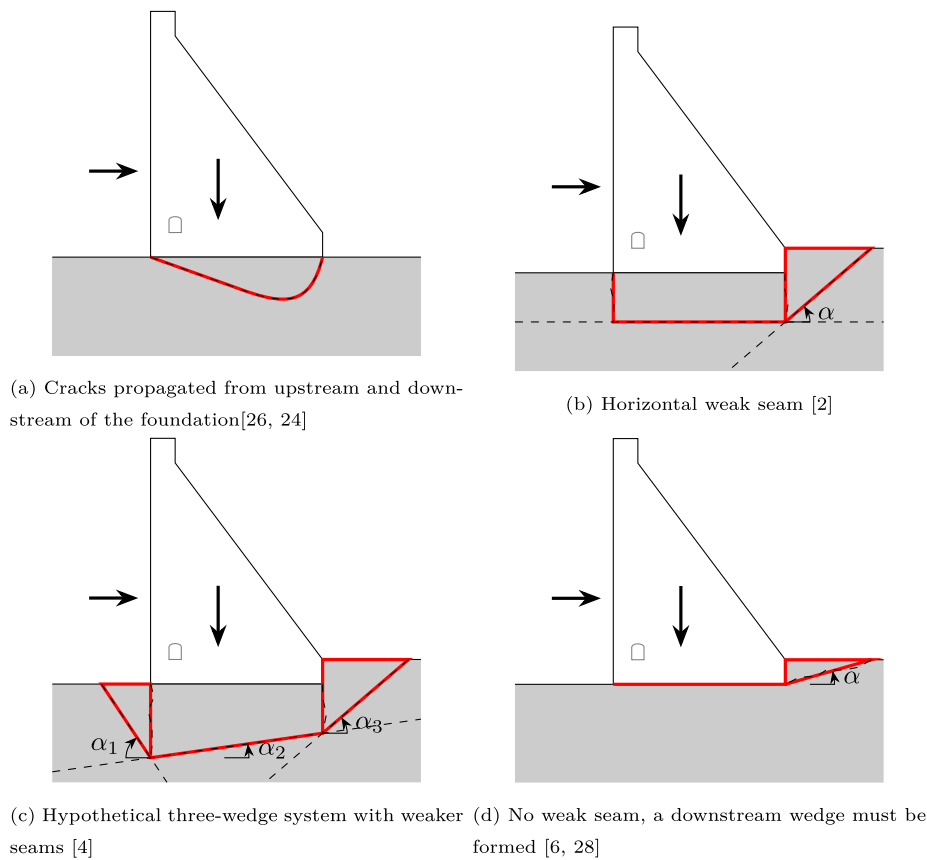 α
(a) Cracks propagated from upstream and down-
stream of the foundation[26, 24]
(b) Horizontal weak seam [2]
α₁
α₂
α₃
α
(c) Hypothetical three-wedge system with weaker
seams [4]
(d) No weak seam, a downstream wedge must be
formed [6, 28]